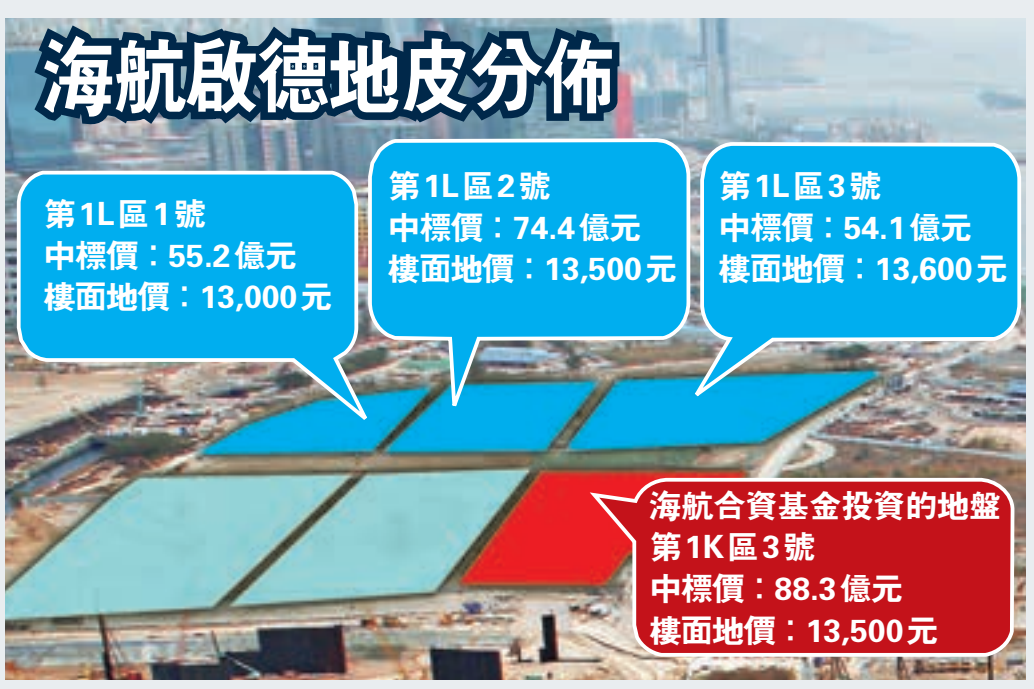 海航啟德地皮分佈
第1L區1號
中標價：55.2億元
樓面地價：13,000元
第1L區2號
中標價：74.4億元
樓面地價：13,500元
第1L區3號
中標價：54.1億元
樓面地價：13,600元
海航合資基金投資的地盤
第1K區3號
中標價：88.3億元
樓面地價：13,500元